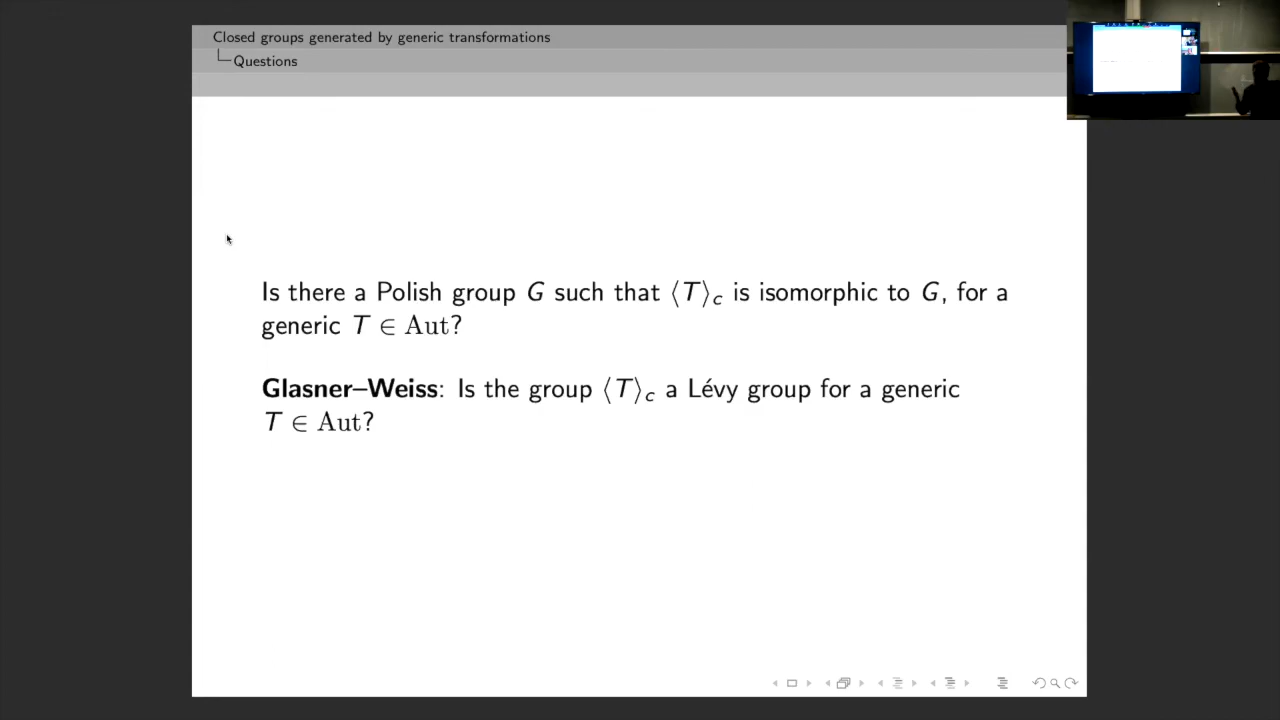 Closed groups generated by generic transformations
Questions
Is there a Polish group G such that ⟨T⟩c is isomorphic to G, for a
generic T ∈ Aut?
Glasner–Weiss: Is the group ⟨T⟩c a Lévy group for a generic
T ∈ Aut?